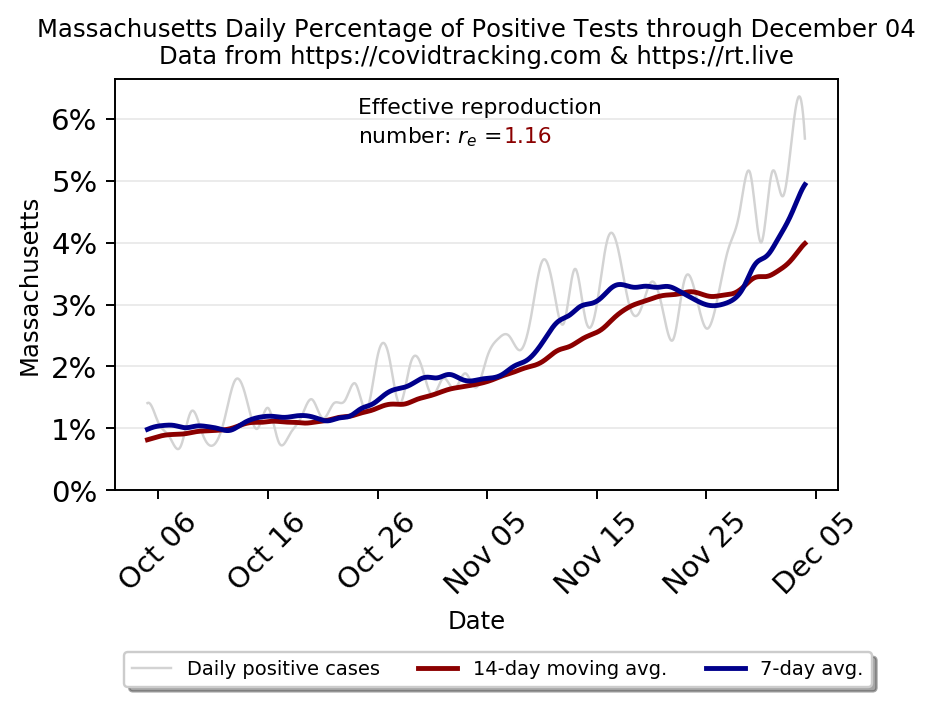 Massachusetts Daily Percentage of Positive Tests through December 04
Data from https://covidtracking.com & https://rt.live
Effective reproduction
number: rₑ =1.16
Massachusetts
6%
5%
4%
3%
2%
1%
0%
Oct 06
Oct 16
Oct 26
Nov 05
Nov 15
Nov 25
Dec 05
Date
Daily positive cases
14-day moving avg.
7-day avg.